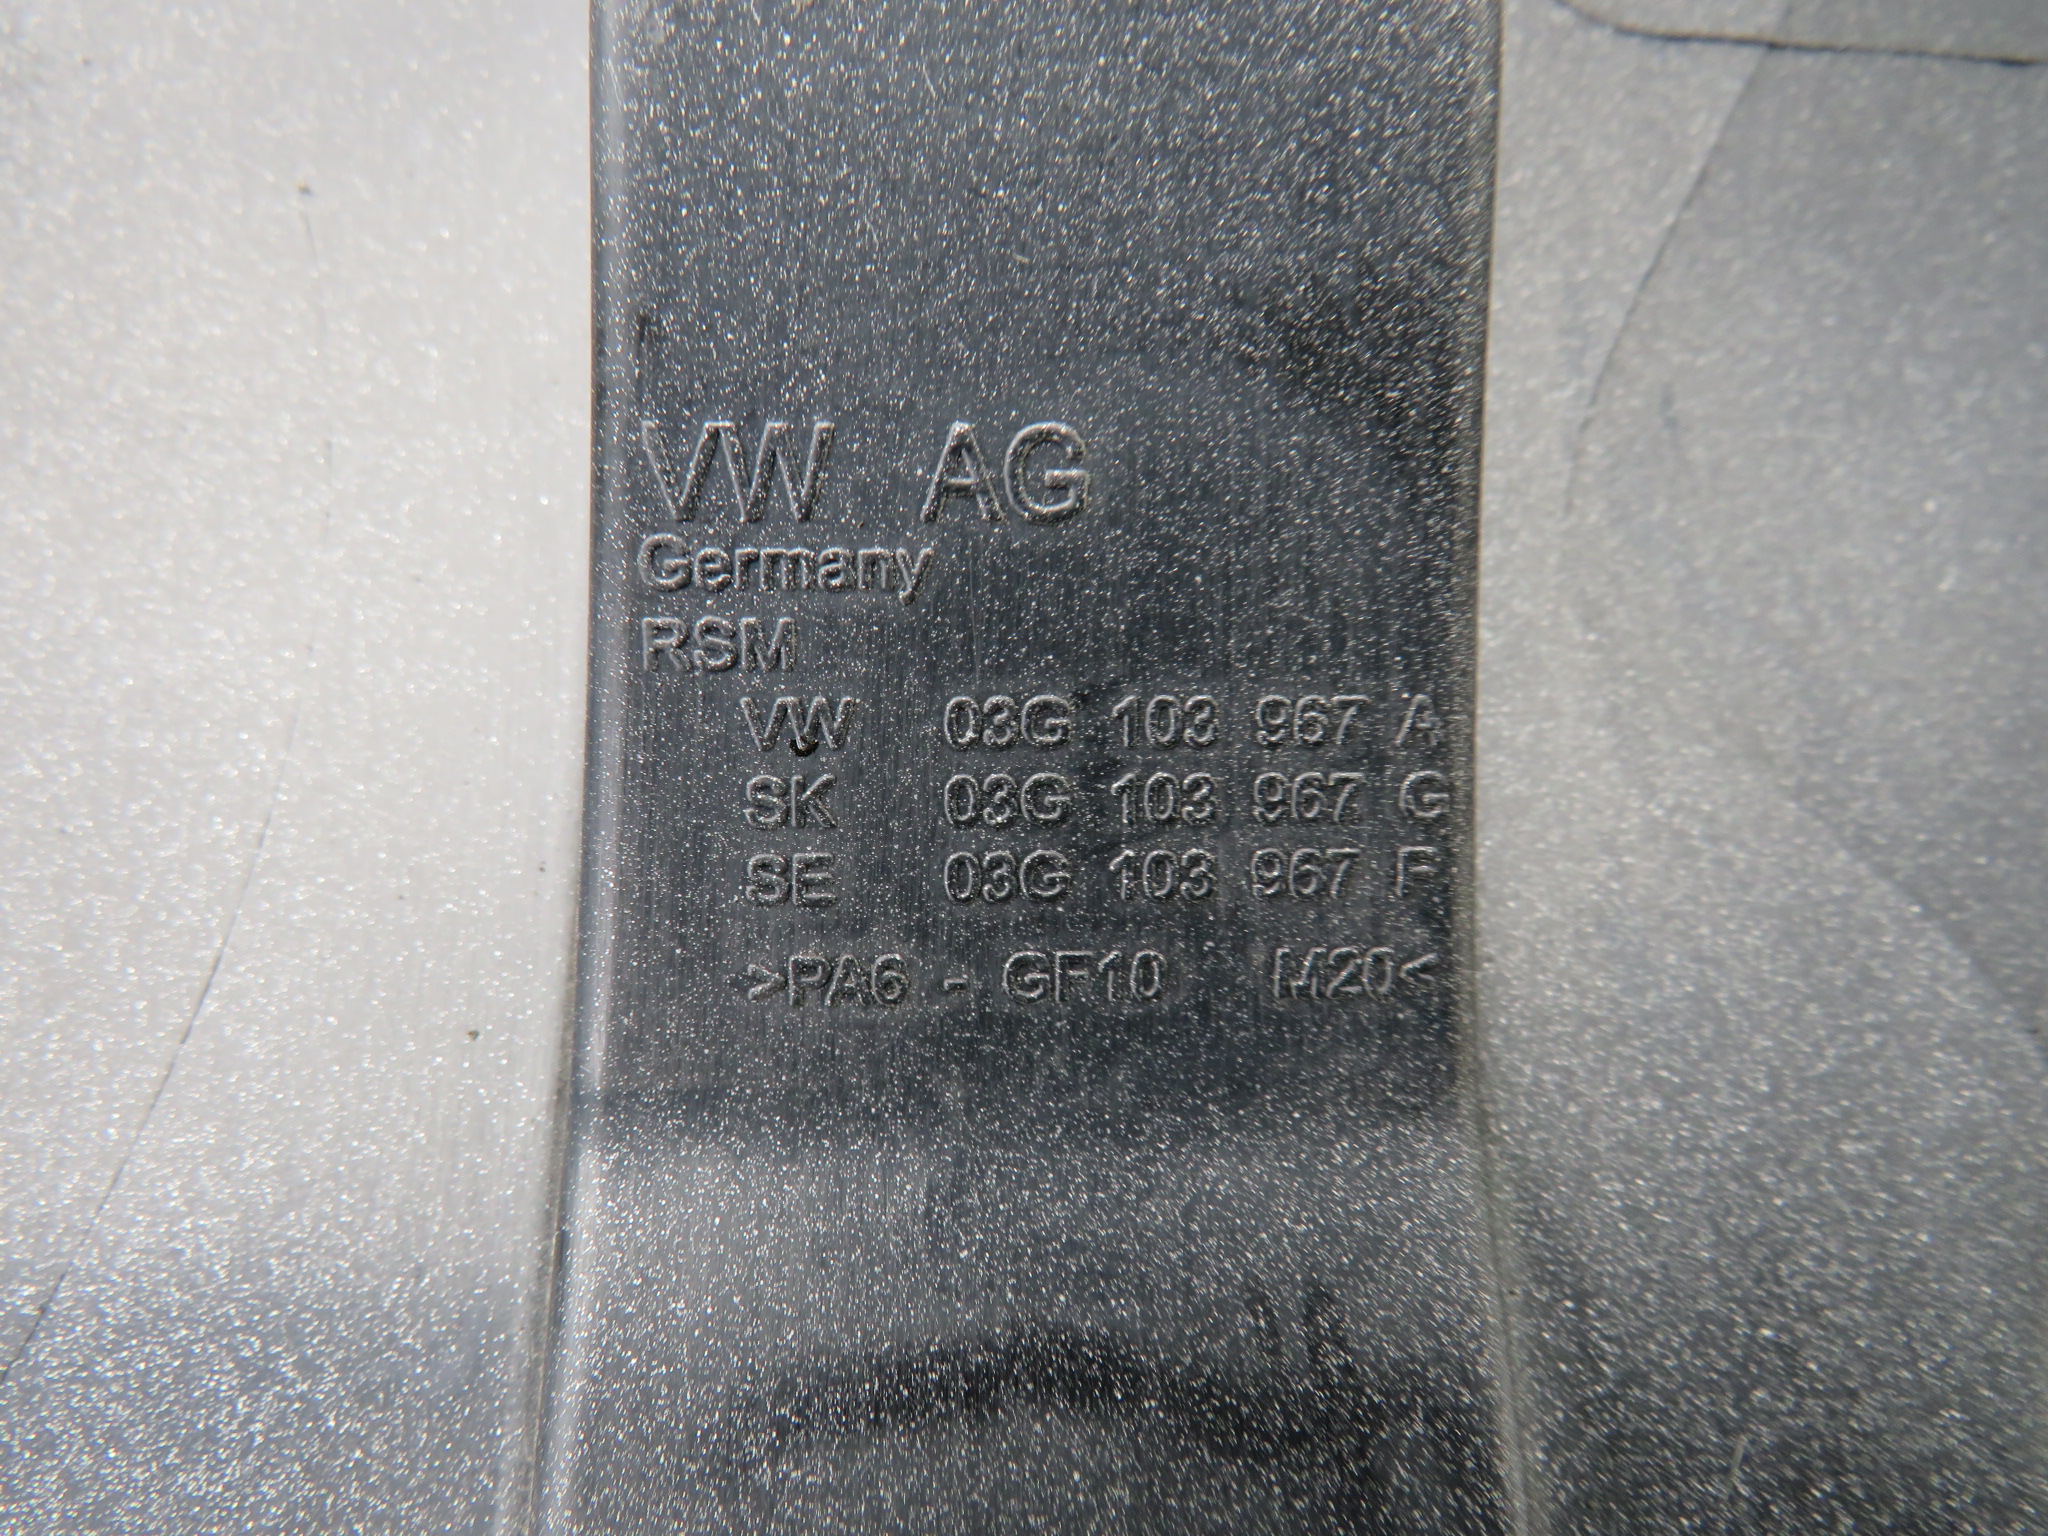 VW AG
Germany
RSM
VW 03G 103 967 A
SK 03G 103 967 G
SE 03G 103 967 F
>PA6 - GF10 M20<